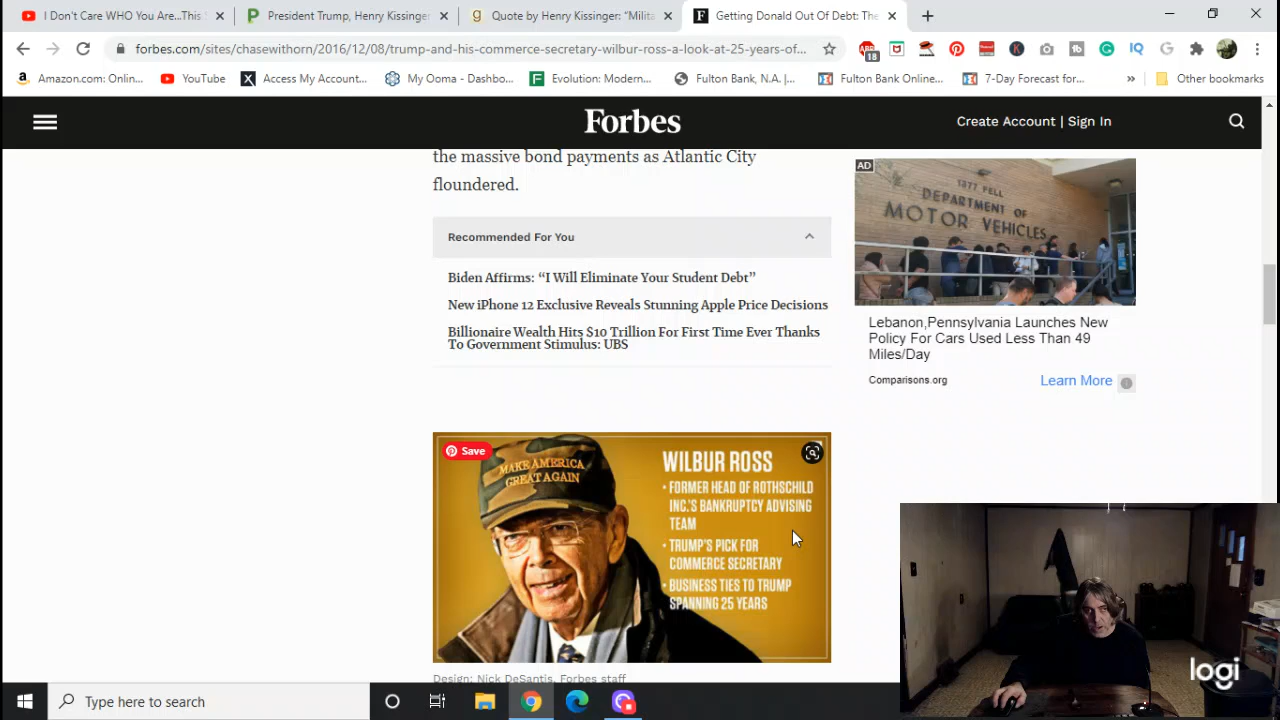 I Don't Care WHO You Are...This
President Trump, Henry Kissinger
Quote by Henry Kissinger: "Milita
Getting Donald Out Of Debt: The
forbes.com/sites/chasewithorn/2016/12/08/trump-and-his-commerce-secretary-wilbur-ross-a-look-at-25-years-of...
18
Amazon.com: Onlin...
YouTube
Access My Account...
My Ooma - Dashbo...
Evolution: Modern...
Fulton Bank, N.A. |...
Fulton Bank Online...
7-Day Forecast for...
Other bookmarks
Forbes
Create Account | Sign In
the massive bond payments as Atlantic City
floundered.
Recommended For You
Biden Affirms: “I Will Eliminate Your Student Debt”
New iPhone 12 Exclusive Reveals Stunning Apple Price Decisions
Billionaire Wealth Hits $10 Trillion For First Time Ever Thanks
To Government Stimulus: UBS
AD
1377 FELL
DEPARTMENT OF
MOTOR VEHICLES
Lebanon,Pennsylvania Launches New
Policy For Cars Used Less Than 49
Miles/Day
Comparisons.org
Learn More
Save
MAKE AMERICA
GREAT AGAIN
WILBUR ROSS
• FORMER HEAD OF ROTHSCHILD
INC.'S BANKRUPTCY ADVISING
TEAM
• TRUMP'S PICK FOR
COMMERCE SECRETARY
• BUSINESS TIES TO TRUMP
SPANNING 25 YEARS
Design: Nick DeSantis, Forbes staff
logi
Type here to search